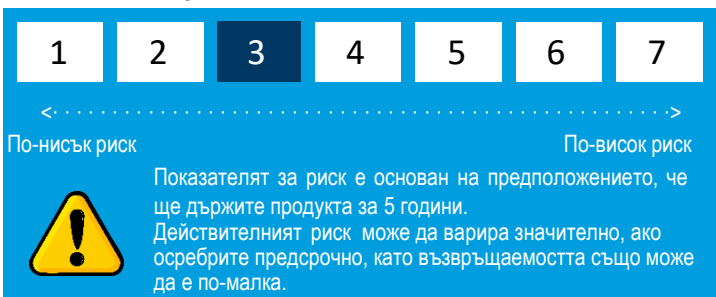 1 2 3 4 5 6 7
<· · · · · · · · · · · · · · · · · · · · · · · · · · · · · · · · · · · · · · · · · · · · · · · · · · · · · · · · · · · ·>
По-нисък риск По-висок риск
Показателят за риск е основан на предположението, че
ще държите продукта за 5 години.
Действителният риск може да варира значително, ако
осребрите предсрочно, като възвръщаемостта също може
да е по-малка.